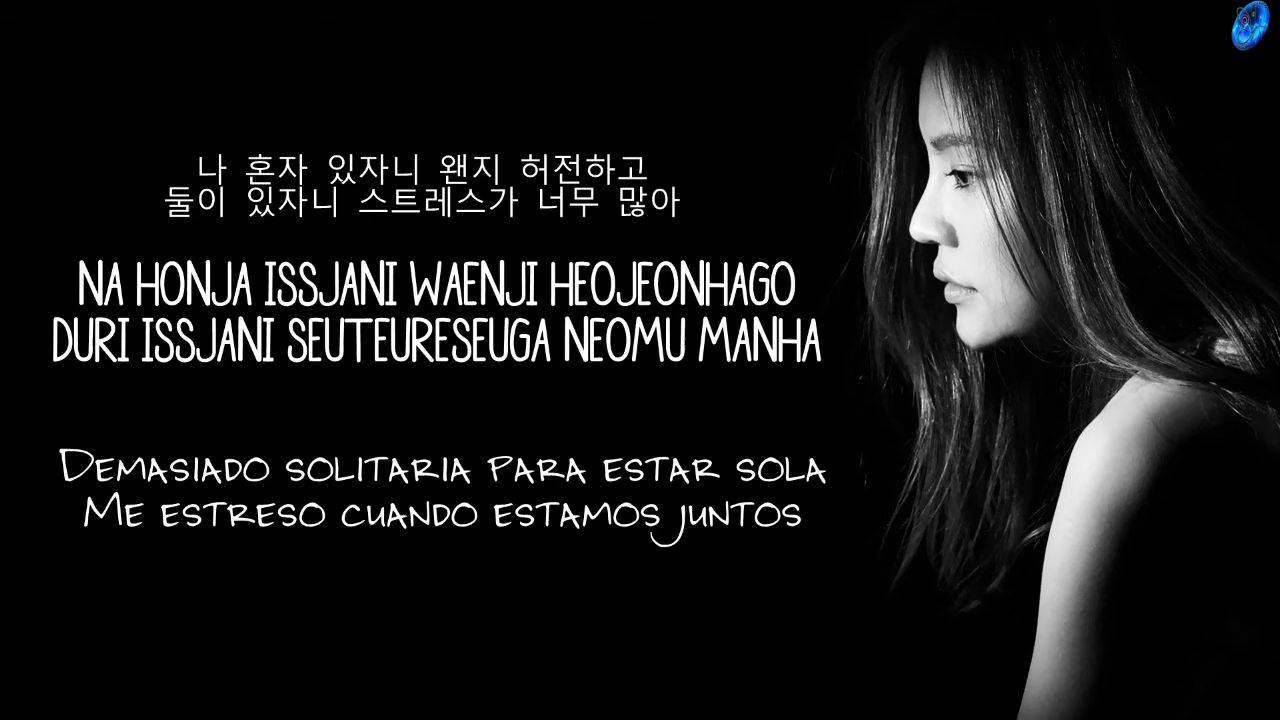 나 혼자 있자니 왠지 허전하고
둘이 있자니 스트레스가 너무 많아
NA HONJA ISSJANI WAENJI HEOJEONHAGO
DURI ISSJANI SEUTEURESEUGA NEOMU MANHA
DEMASIADO SOLITARIA PARA ESTAR SOLA
ME ESTRESO CUANDO ESTAMOS JUNTOS